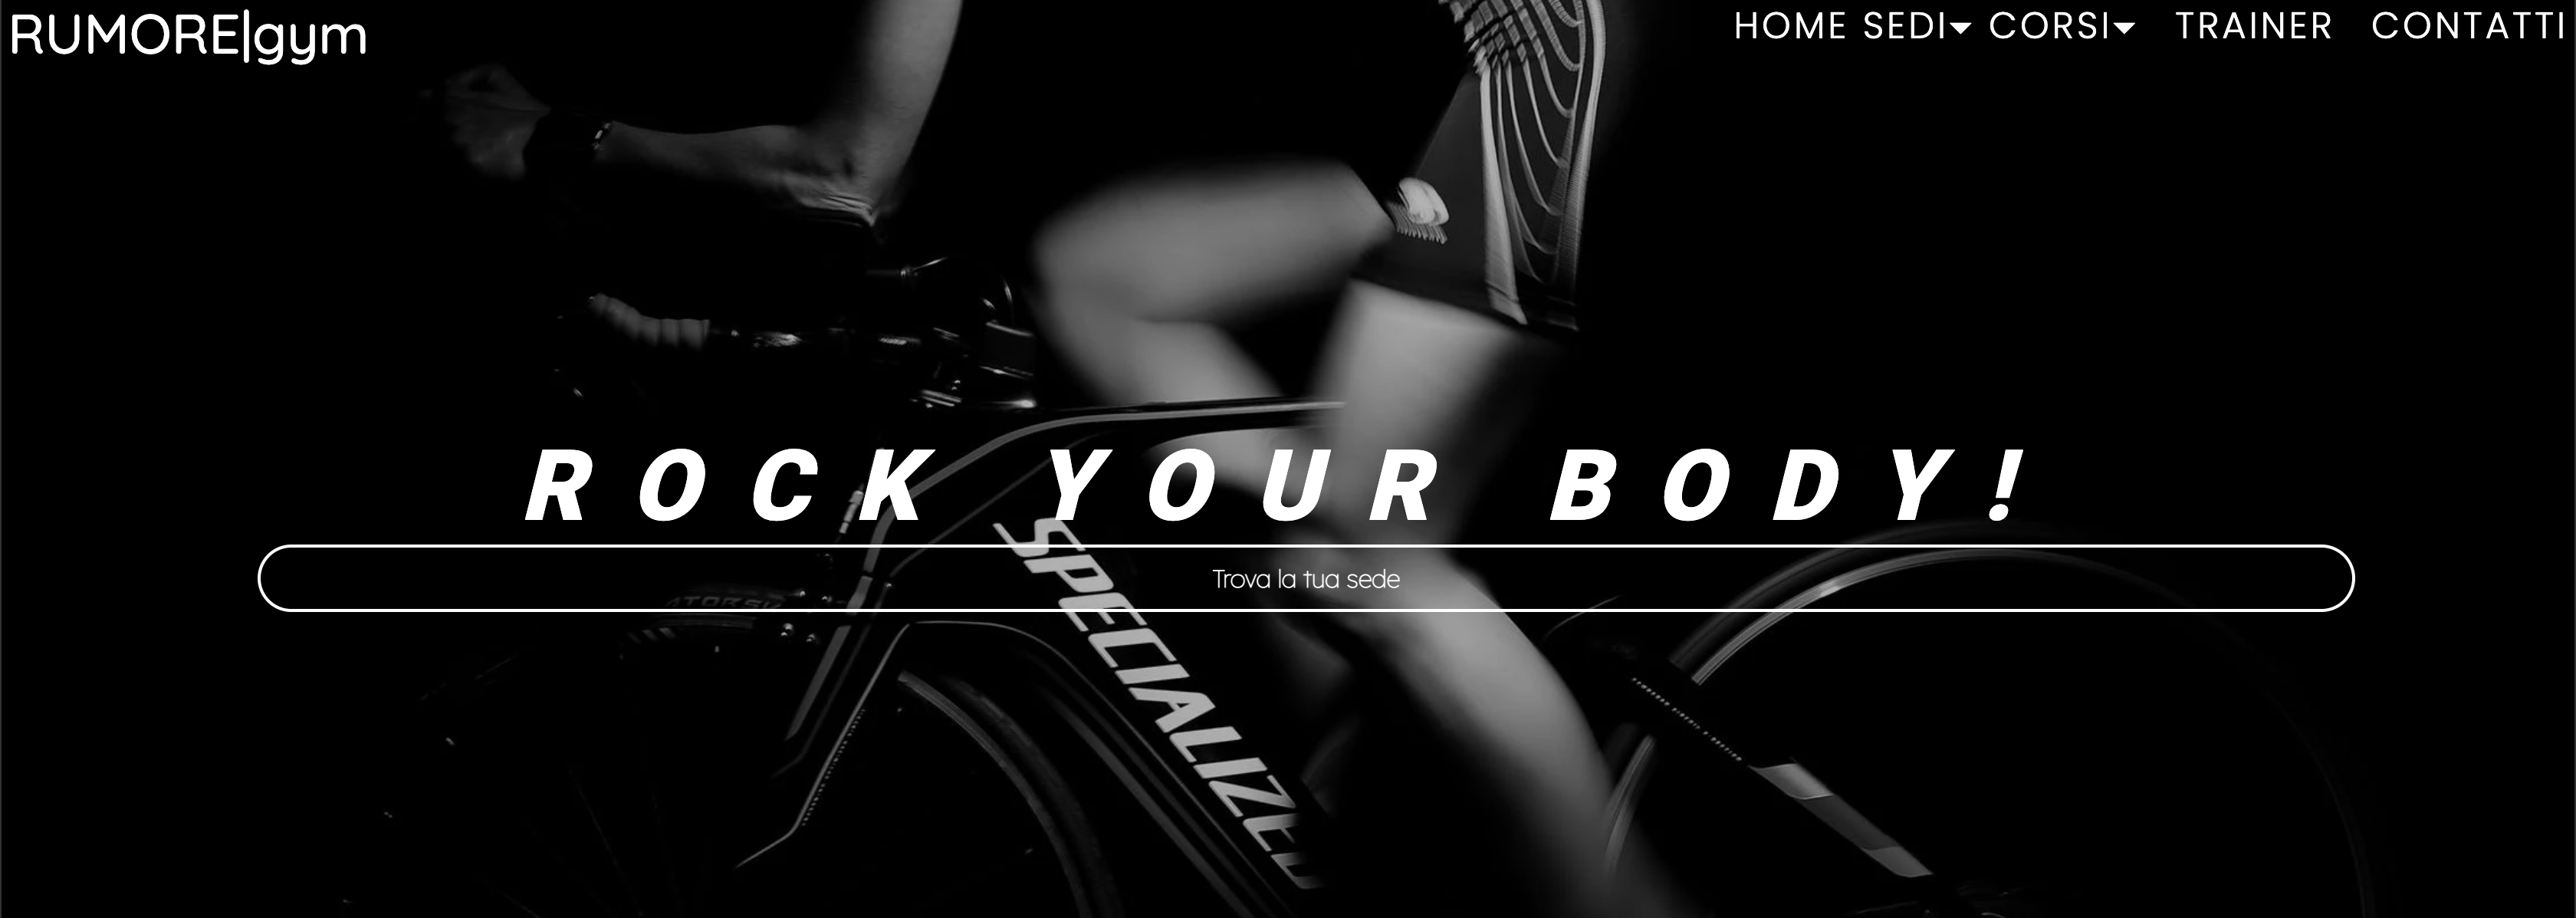 RUMORE|gym
HOME SEDI▾ CORSI▾ TRAINER CONTATTI
ROCK YOUR BODY!
Trova la tua sede
SPECIALIZED